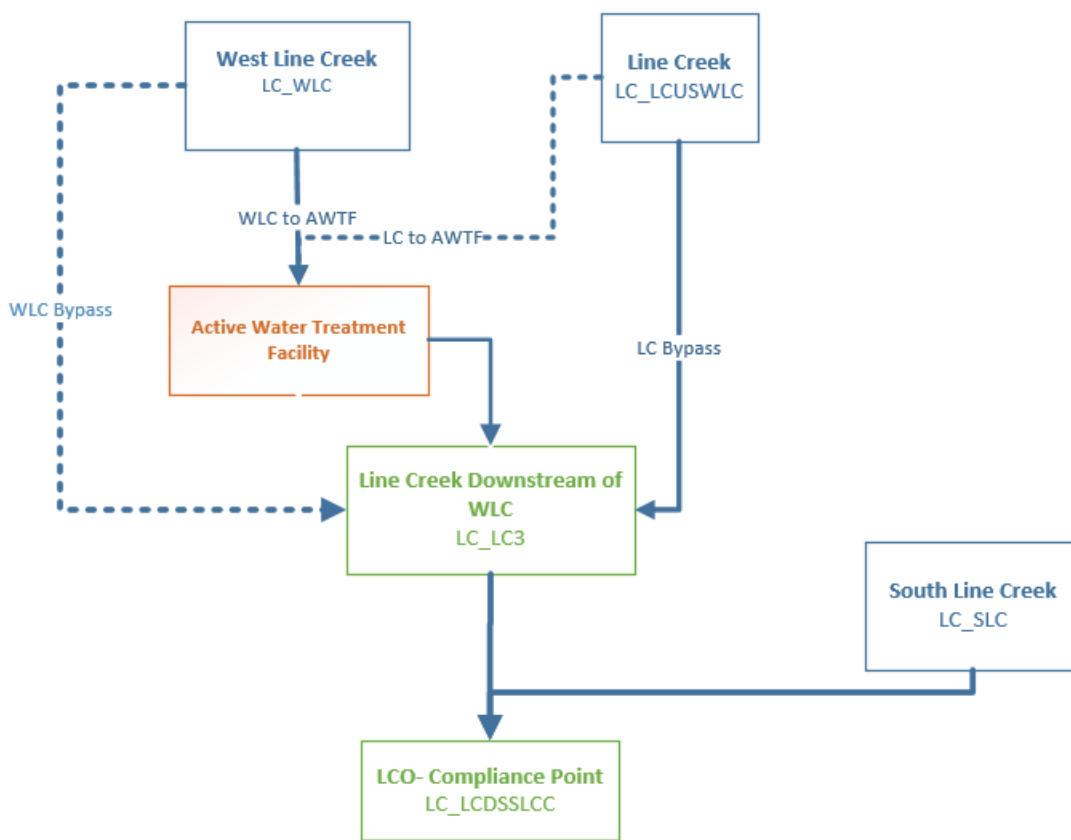 West Line Creek
LC_WLC
Line Creek
LC_LCUSWLC
WLC to AWTF
LC to AWTF
WLC Bypass
Active Water Treatment
Facility
LC Bypass
Line Creek Downstream of
WLC
LC_LC3
South Line Creek
LC_SLC
LCO- Compliance Point
LC_LCDSSLCC